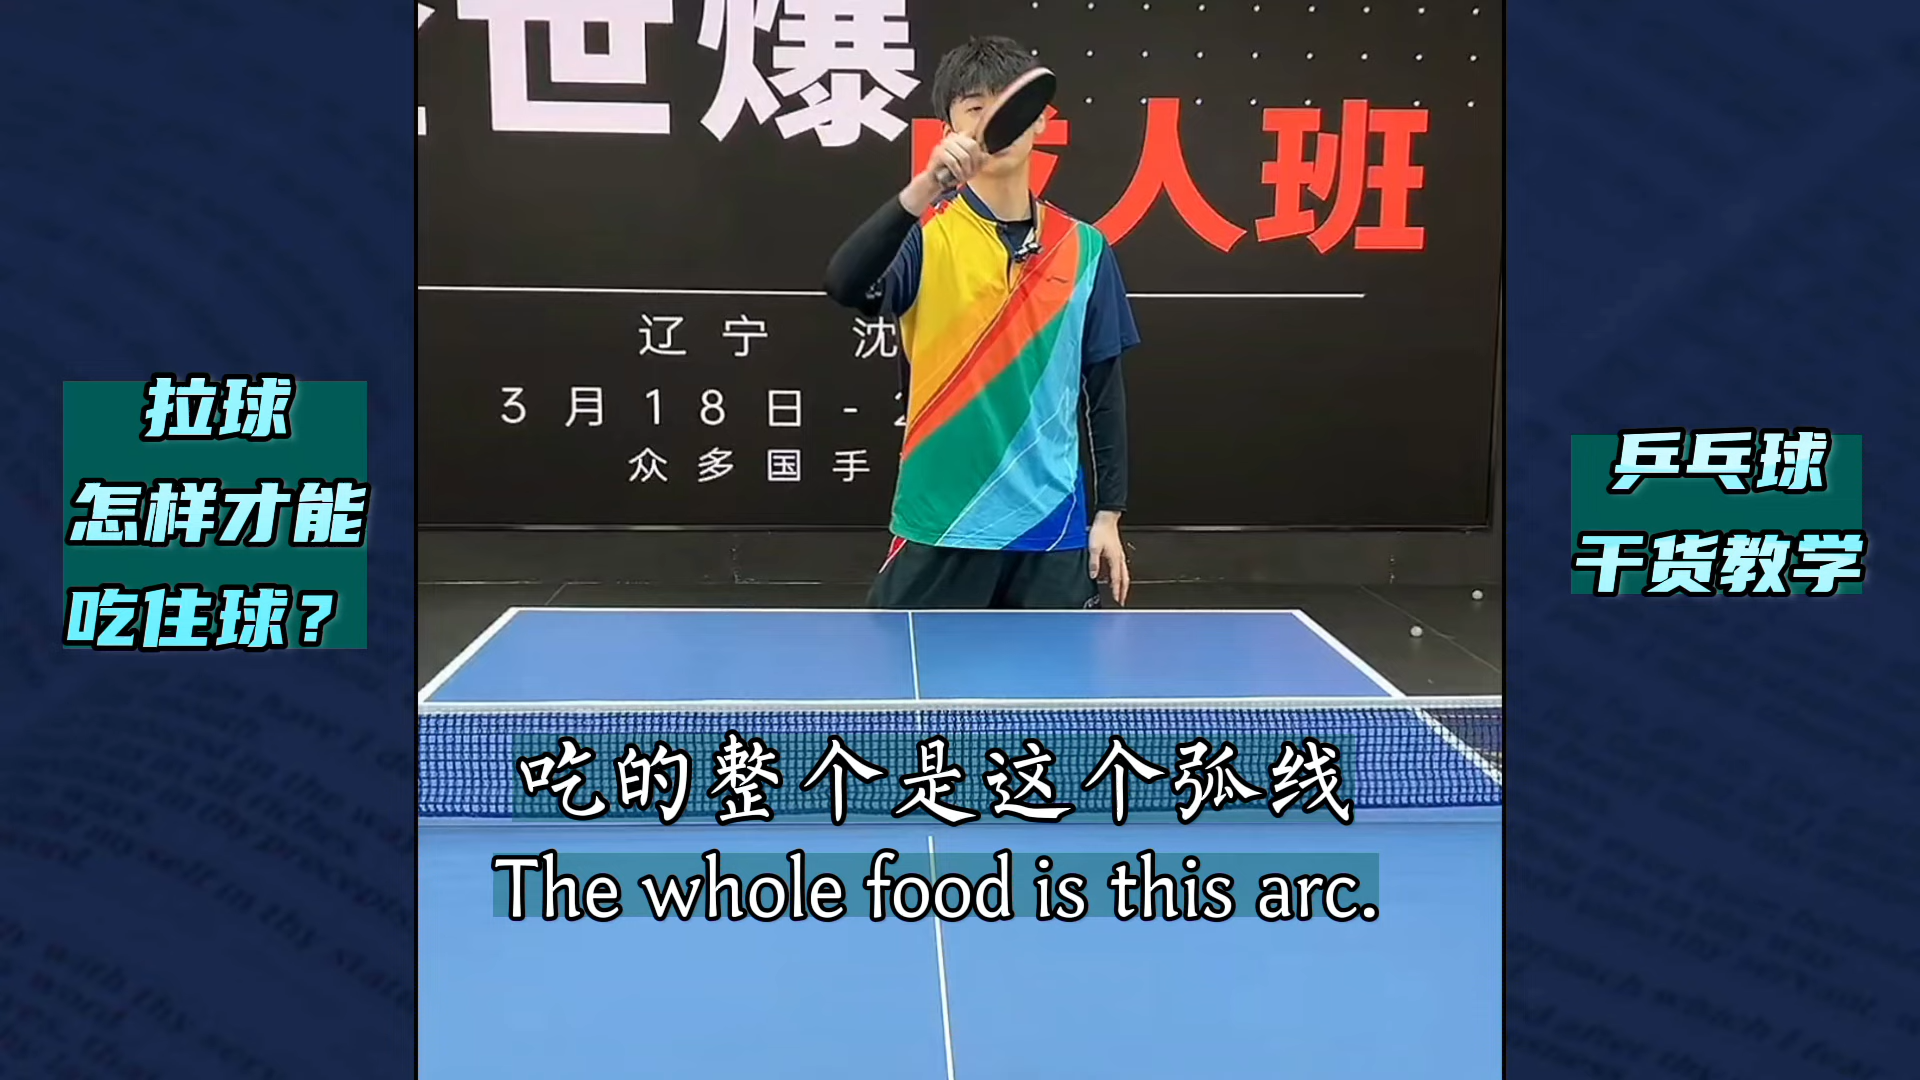 世爆
成人班
辽宁 沈
3月18日-2
众多国手
拉球
怎样才能
吃住球？
乒乓球
干货教学
吃的整个是这个弧线
The whole food is this arc.